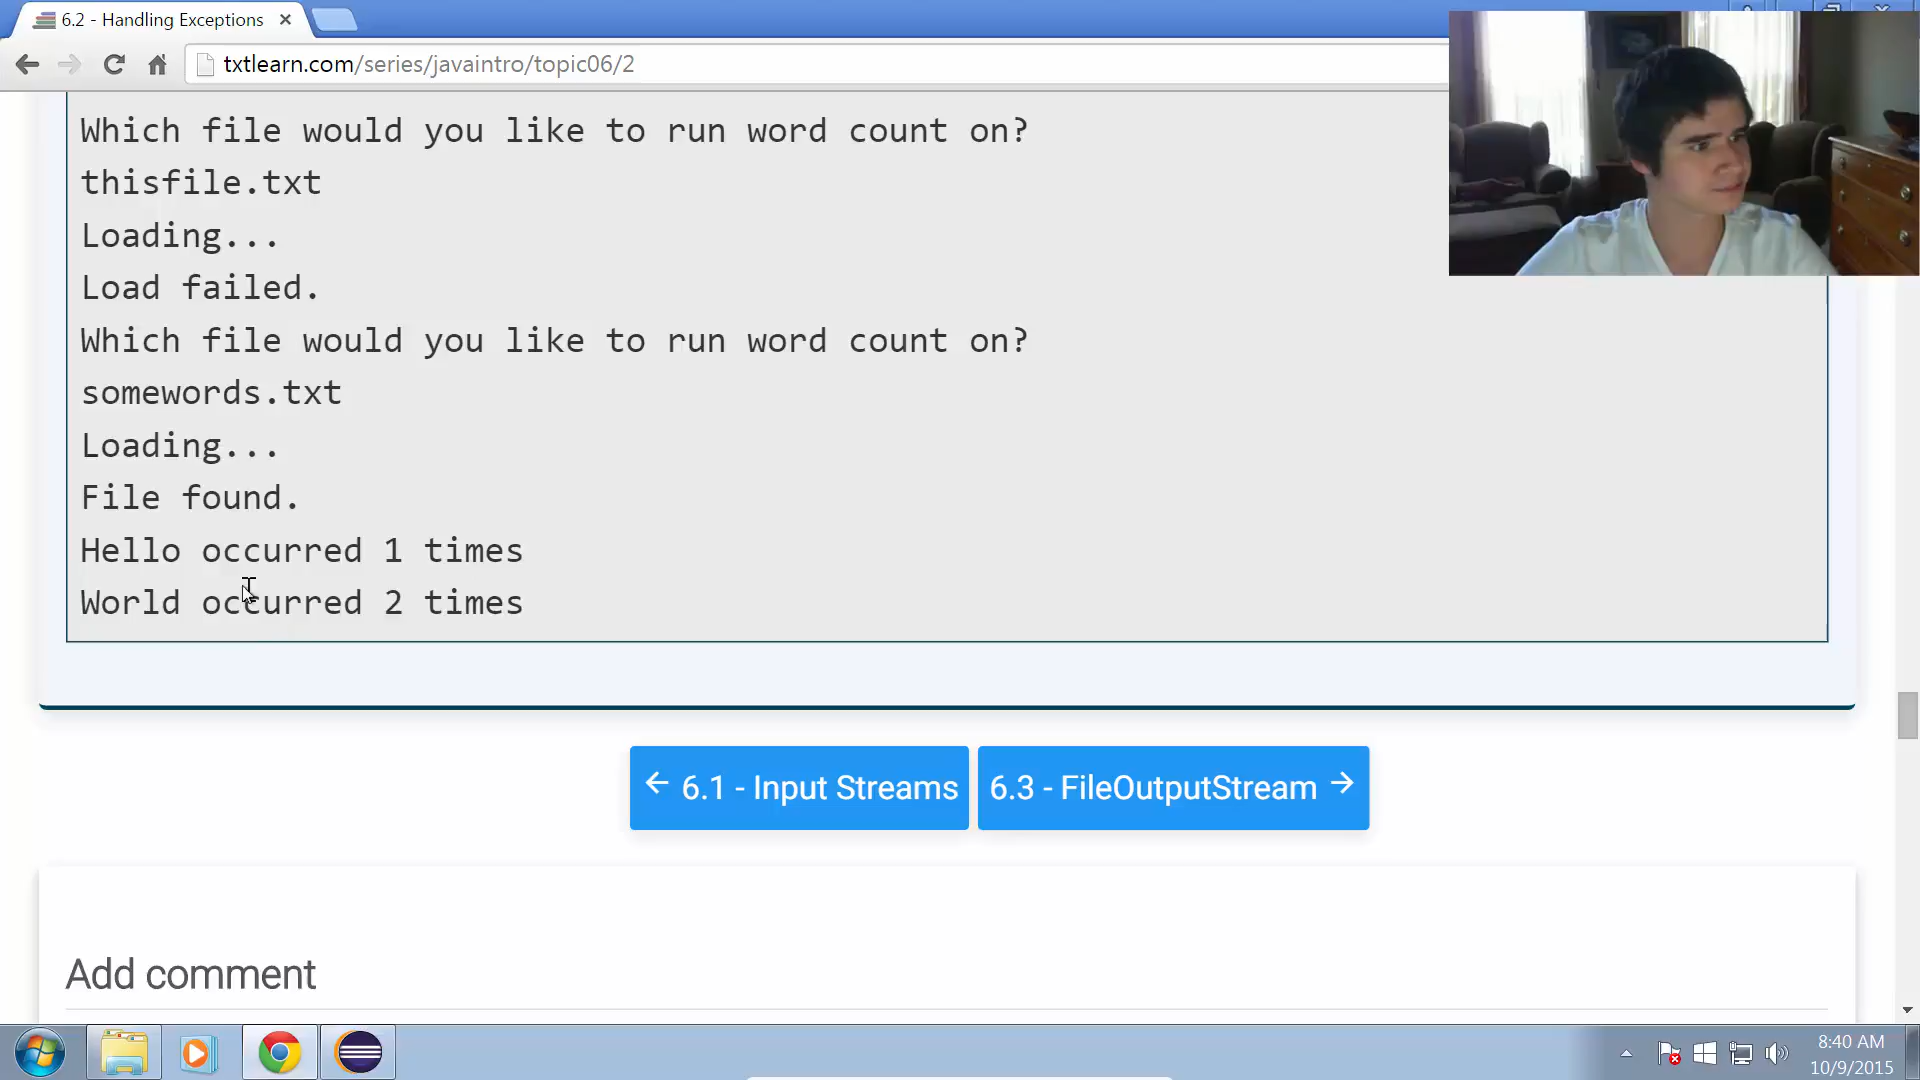 6.2 - Handling Exceptions
txtlearn.com/series/javaintro/topic06/2
Which file would you like to run word count on?
thisfile.txt
Loading...
Load failed.
Which file would you like to run word count on?
somewords.txt
Loading...
File found.
Hello occurred 1 times
World occurred 2 times
← 6.1 - Input Streams
6.3 - FileOutputStream →
Add comment
8:40 AM
10/9/2015